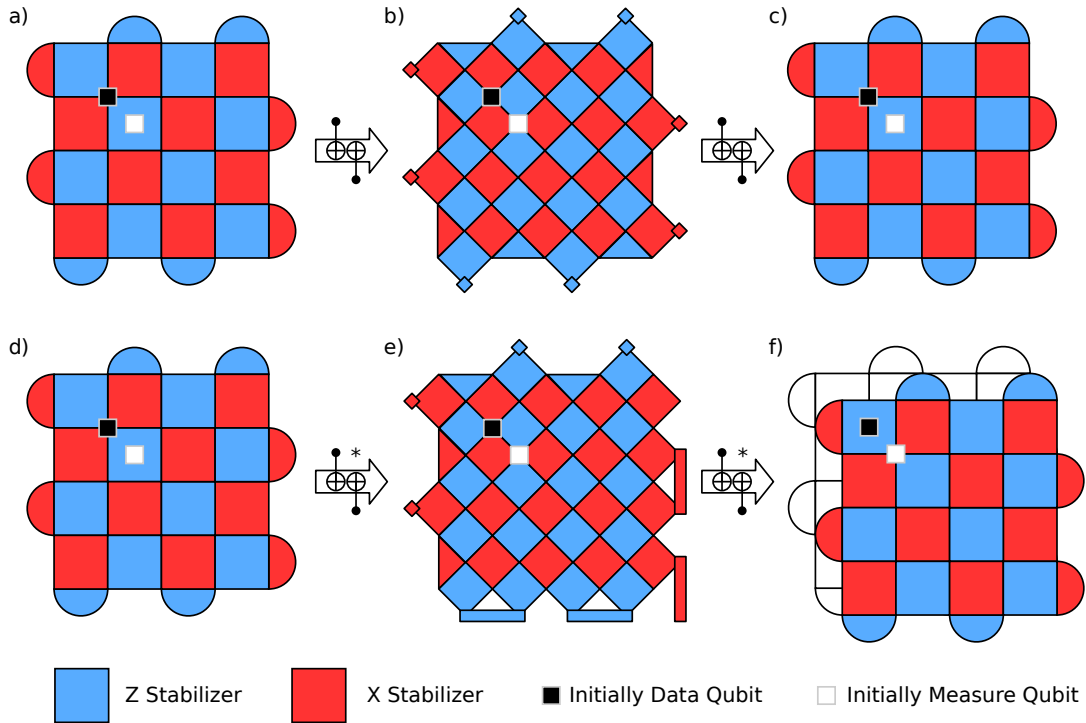 a)
b)
c)
d)
*
e)
*
f)
Z Stabilizer
X Stabilizer
Initially Data Qubit
Initially Measure Qubit